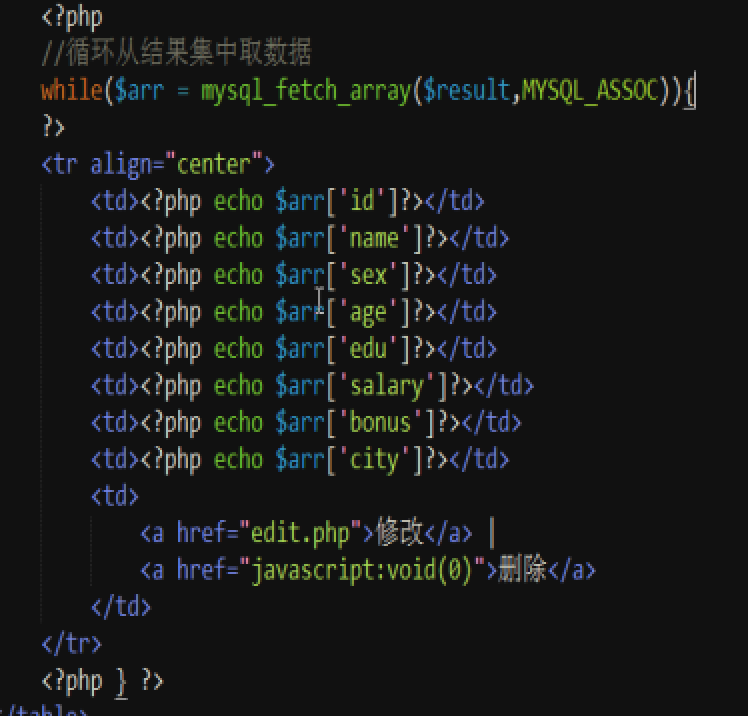 <?php
//循环从结果集中取数据
while($arr = mysql_fetch_array($result,MYSQL_ASSOC)){
?>
<tr align="center">
<td><?php echo $arr['id']?></td>
<td><?php echo $arr['name']?></td>
<td><?php echo $arr['sex']?></td>
<td><?php echo $arr['age']?></td>
<td><?php echo $arr['edu']?></td>
<td><?php echo $arr['salary']?></td>
<td><?php echo $arr['bonus']?></td>
<td><?php echo $arr['city']?></td>
<td>
<a href="edit.php">修改</a> |
<a href="javascript:void(0)">删除</a>
</td>
</tr>
<?php } ?>
</table>